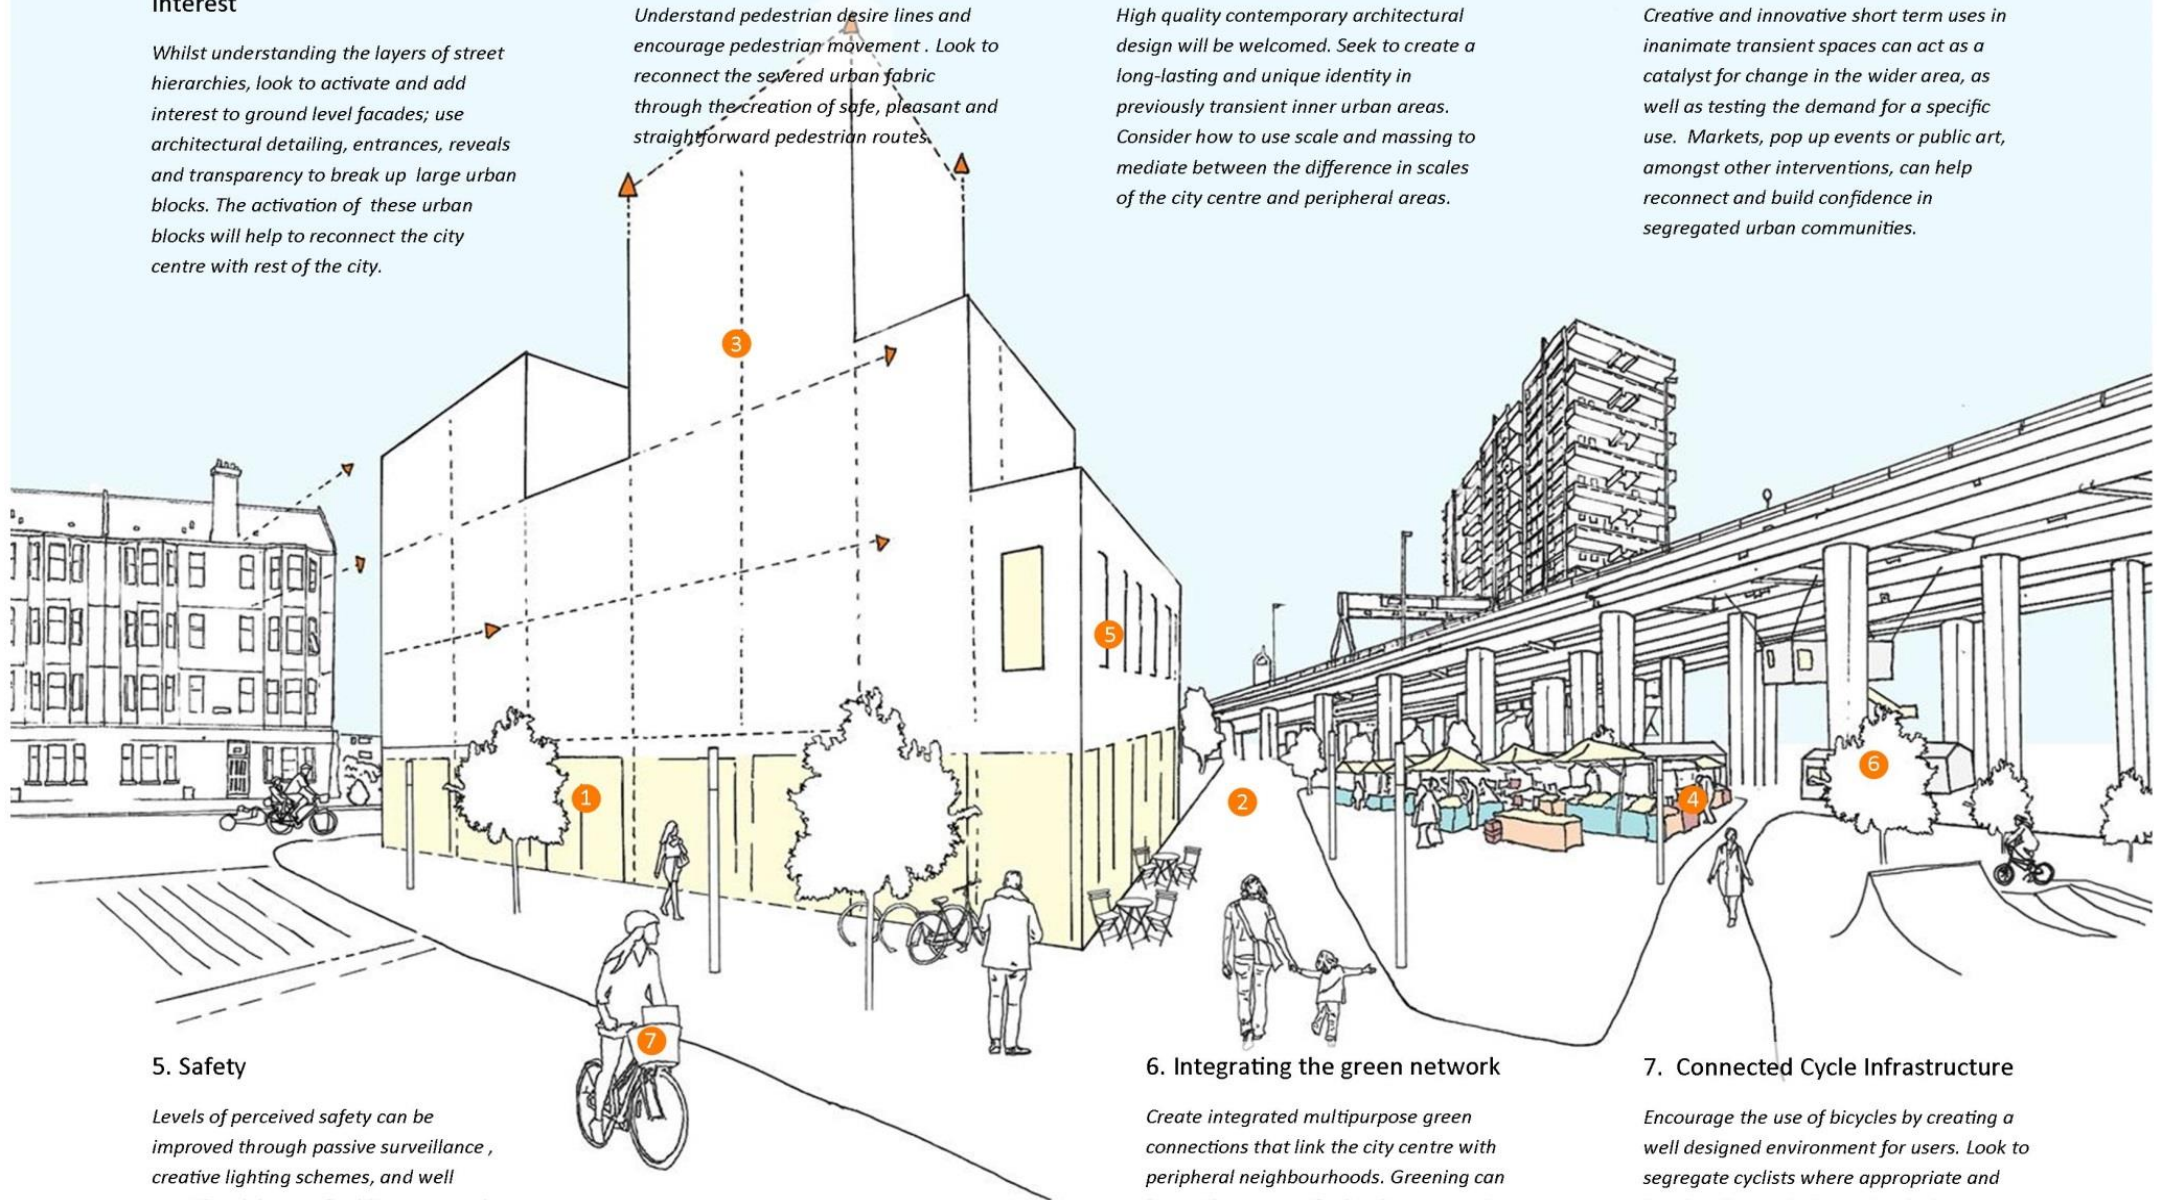 Interest
Whilst understanding the layers of street
hierarchies, look to activate and add
interest to ground level facades; use
architectural detailing, entrances, reveals
and transparency to break up large urban
blocks. The activation of these urban
blocks will help to reconnect the city
centre with rest of the city.
Understand pedestrian desire lines and
encourage pedestrian movement . Look to
reconnect the severed urban fabric
through the creation of safe, pleasant and
straightforward pedestrian routes.
High quality contemporary architectural
design will be welcomed. Seek to create a
long-lasting and unique identity in
previously transient inner urban areas.
Consider how to use scale and massing to
mediate between the difference in scales
of the city centre and peripheral areas.
Creative and innovative short term uses in
inanimate transient spaces can act as a
catalyst for change in the wider area, as
well as testing the demand for a specific
use. Markets, pop up events or public art,
amongst other interventions, can help
reconnect and build confidence in
segregated urban communities.
3
5
1
2
4
6
7
5. Safety
Levels of perceived safety can be
improved through passive surveillance ,
creative lighting schemes, and well
6. Integrating the green network
Create integrated multipurpose green
connections that link the city centre with
peripheral neighbourhoods. Greening can
7. Connected Cycle Infrastructure
Encourage the use of bicycles by creating a
well designed environment for users. Look to
segregate cyclists where appropriate and